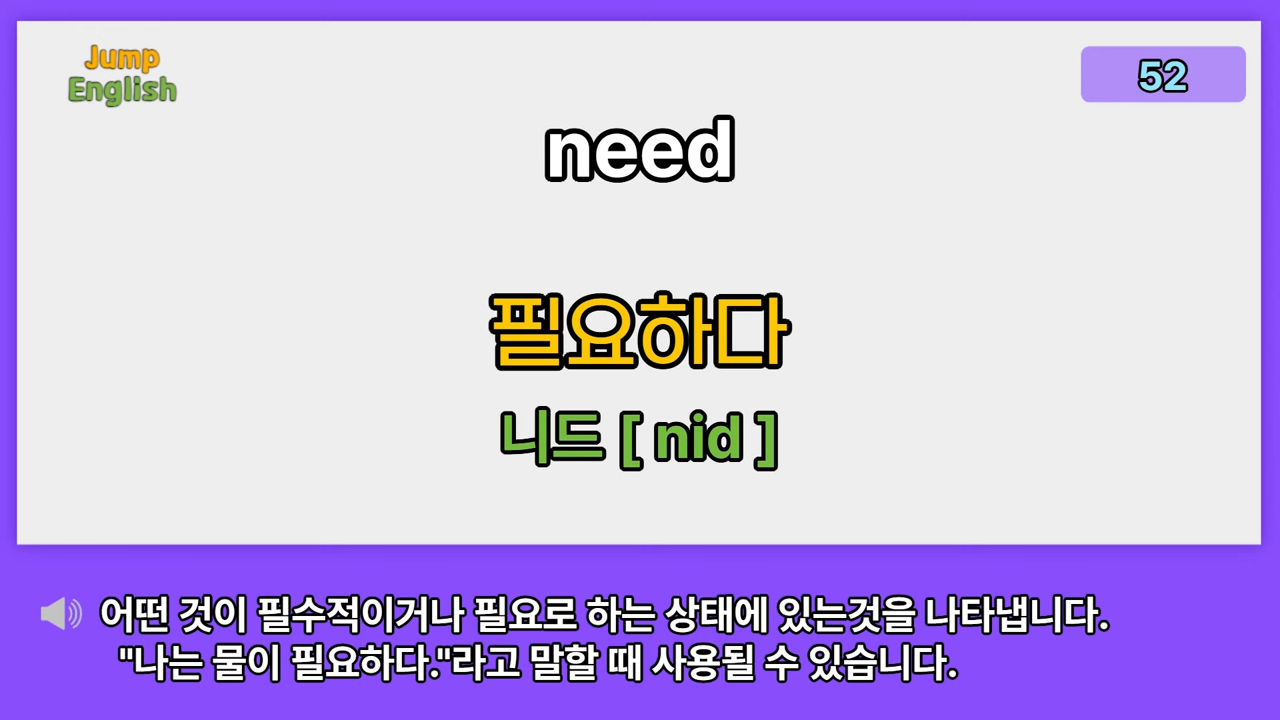 Jump
English
52
need
필요하다
니드 [ nid ]
어떤 것이 필수적이거나 필요로 하는 상태에 있는것을 나타냅니다.
"나는 물이 필요하다."라고 말할 때 사용될 수 있습니다.